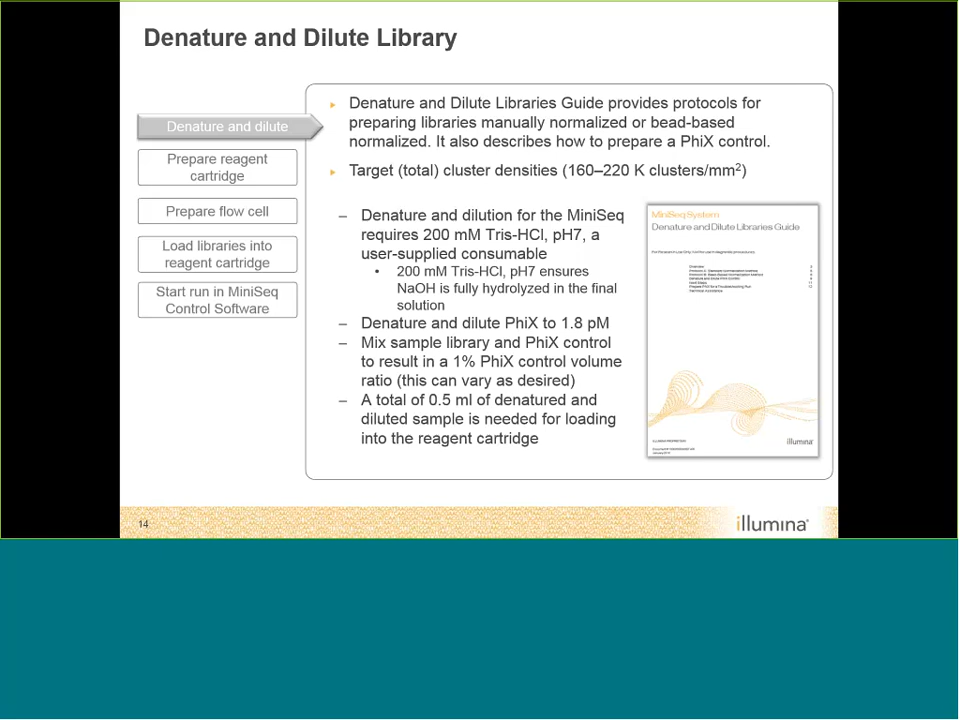 Denature and Dilute Library
Denature and dilute
Prepare reagent
cartridge
Prepare flow cell
Load libraries into
reagent cartridge
Start run in MiniSeq
Control Software
Denature and Dilute Libraries Guide provides protocols for
preparing libraries manually normalized or bead-based
normalized. It also describes how to prepare a PhiX control.
Target (total) cluster densities (160–220 K clusters/mm²)
– Denature and dilution for the MiniSeq
requires 200 mM Tris-HCl, pH7, a
user-supplied consumable
• 200 mM Tris-HCl, pH7 ensures
NaOH is fully hydrolyzed in the final
solution
– Denature and dilute PhiX to 1.8 pM
– Mix sample library and PhiX control
to result in a 1% PhiX control volume
ratio (this can vary as desired)
– A total of 0.5 ml of denatured and
diluted sample is needed for loading
into the reagent cartridge
MiniSeq System
Denature and Dilute Libraries Guide
illumina
14
illumina